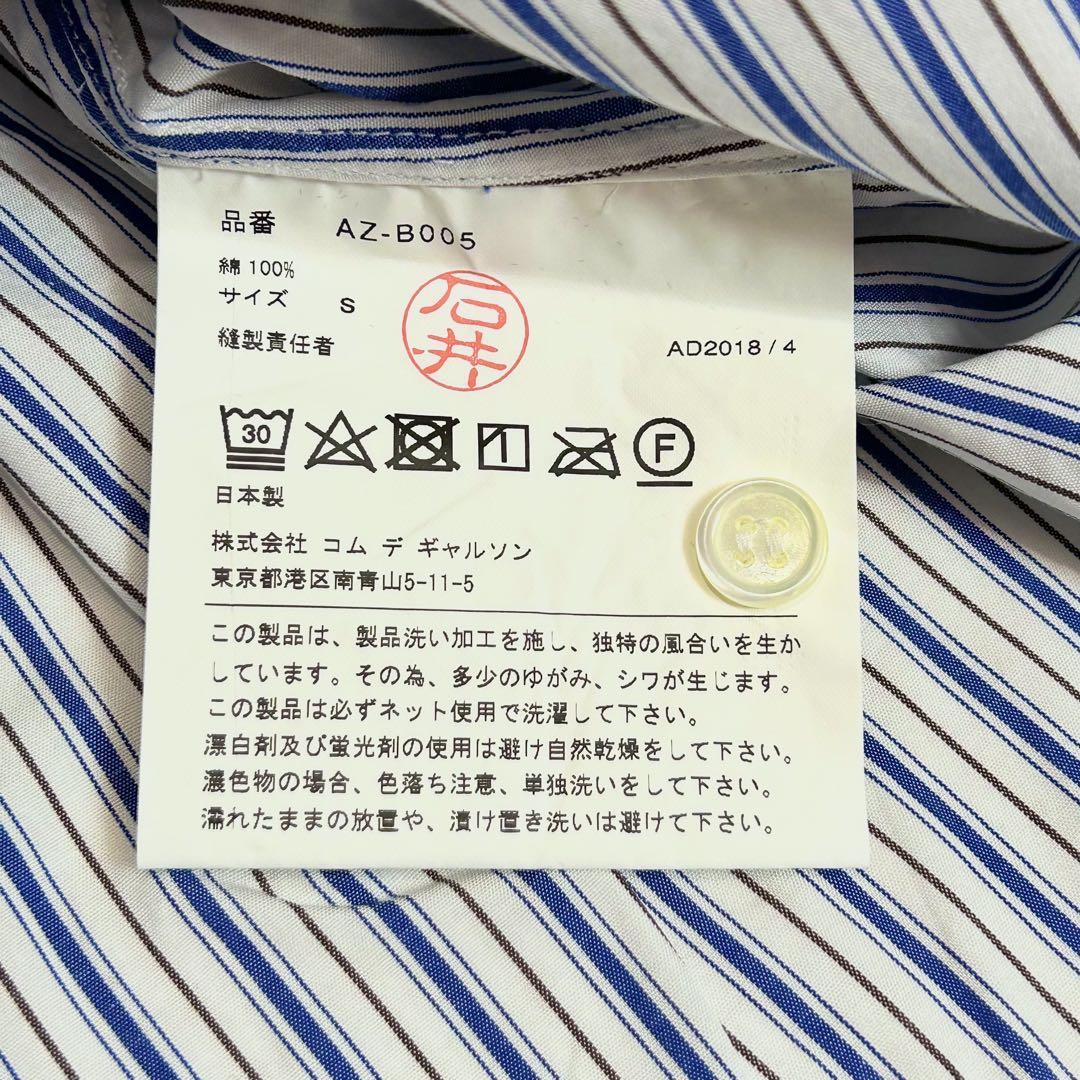 品番 AZ-B005
綿 100%
サイズ S
石井
縫製責任者
AD2018 / 4
30
F
日本製
株式会社 コム デ ギャルソン
東京都港区南青山5-11-5
この製品は、製品洗い加工を施し、独特の風合いを生か
しています。その為、多少のゆがみ、シワが生じます。
この製品は必ずネット使用で洗濯して下さい。
漂白剤及び蛍光剤の使用は避け自然乾燥をして下さい。
濃色物の場合、色落ち注意、単独洗いをして下さい。
濡れたままの放置や、漬け置き洗いは避けて下さい。